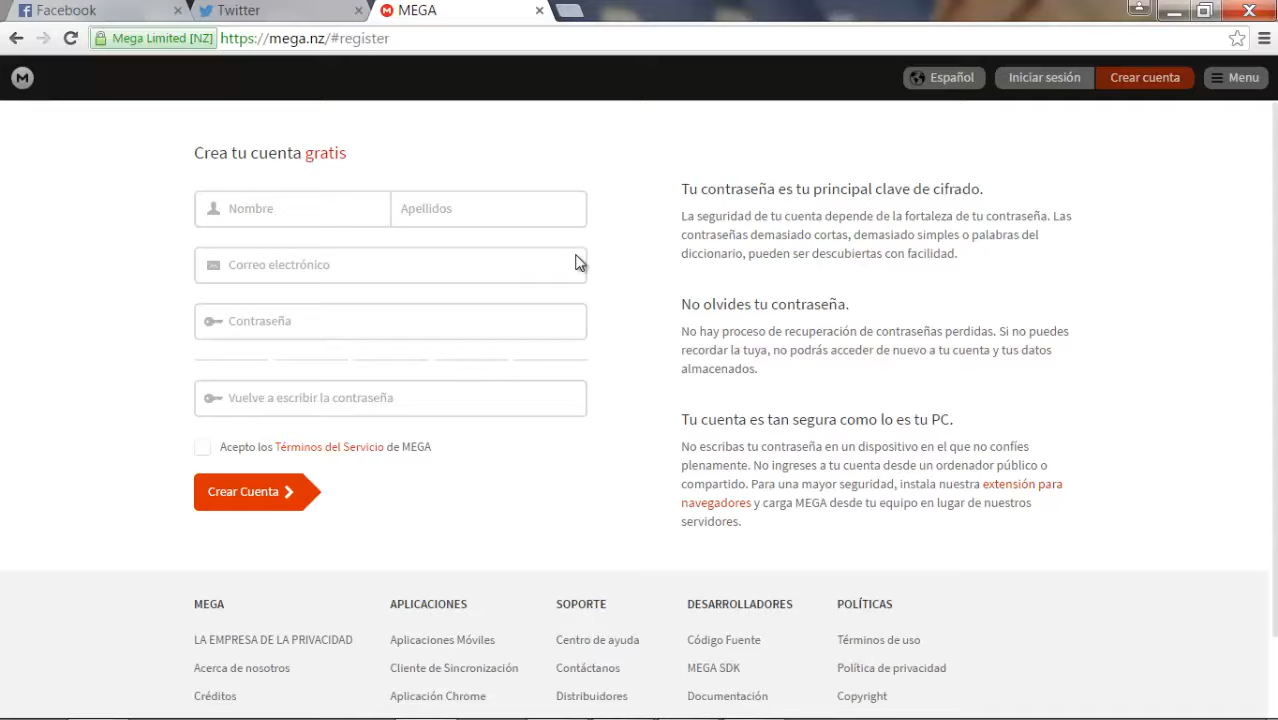 Facebook
Twitter
MEGA
Mega Limited [NZ] https://mega.nz/#register
M
Español
Iniciar sesión
Crear cuenta
Menu
Crea tu cuenta gratis
Nombre
Apellidos
Correo electrónico
Contraseña
Vuelve a escribir la contraseña
Acepto los Términos del Servicio de MEGA
Crear Cuenta
Tu contraseña es tu principal clave de cifrado.
La seguridad de tu cuenta depende de la fortaleza de tu contraseña. Las
contraseñas demasiado cortas, demasiado simples o palabras del
diccionario, pueden ser descubiertas con facilidad.
No olvides tu contraseña.
No hay proceso de recuperación de contraseñas perdidas. Si no puedes
recordar la tuya, no podrás acceder de nuevo a tu cuenta y tus datos
almacenados.
Tu cuenta es tan segura como lo es tu PC.
No escribas tu contraseña en un dispositivo en el que no confíes
plenamente. No ingreses a tu cuenta desde un ordenador público o
compartido. Para una mayor seguridad, instala nuestra extensión para
navegadores y carga MEGA desde tu equipo en lugar de nuestros
servidores.
MEGA
LA EMPRESA DE LA PRIVACIDAD
Acerca de nosotros
Créditos
APLICACIONES
Aplicaciones Móviles
Cliente de Sincronización
Aplicación Chrome
SOPORTE
Centro de ayuda
Contáctanos
Distribuidores
DESARROLLADORES
Código Fuente
MEGA SDK
Documentación
POLÍTICAS
Términos de uso
Política de privacidad
Copyright